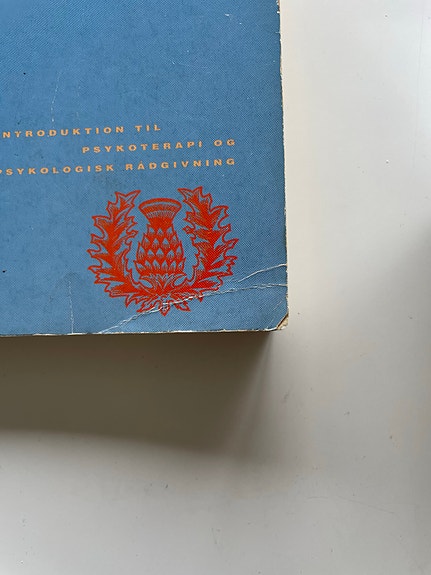 INTRODUKTION TIL
PSYKOTERAPI OG
PSYKOLOGISK RÅDGIVNING